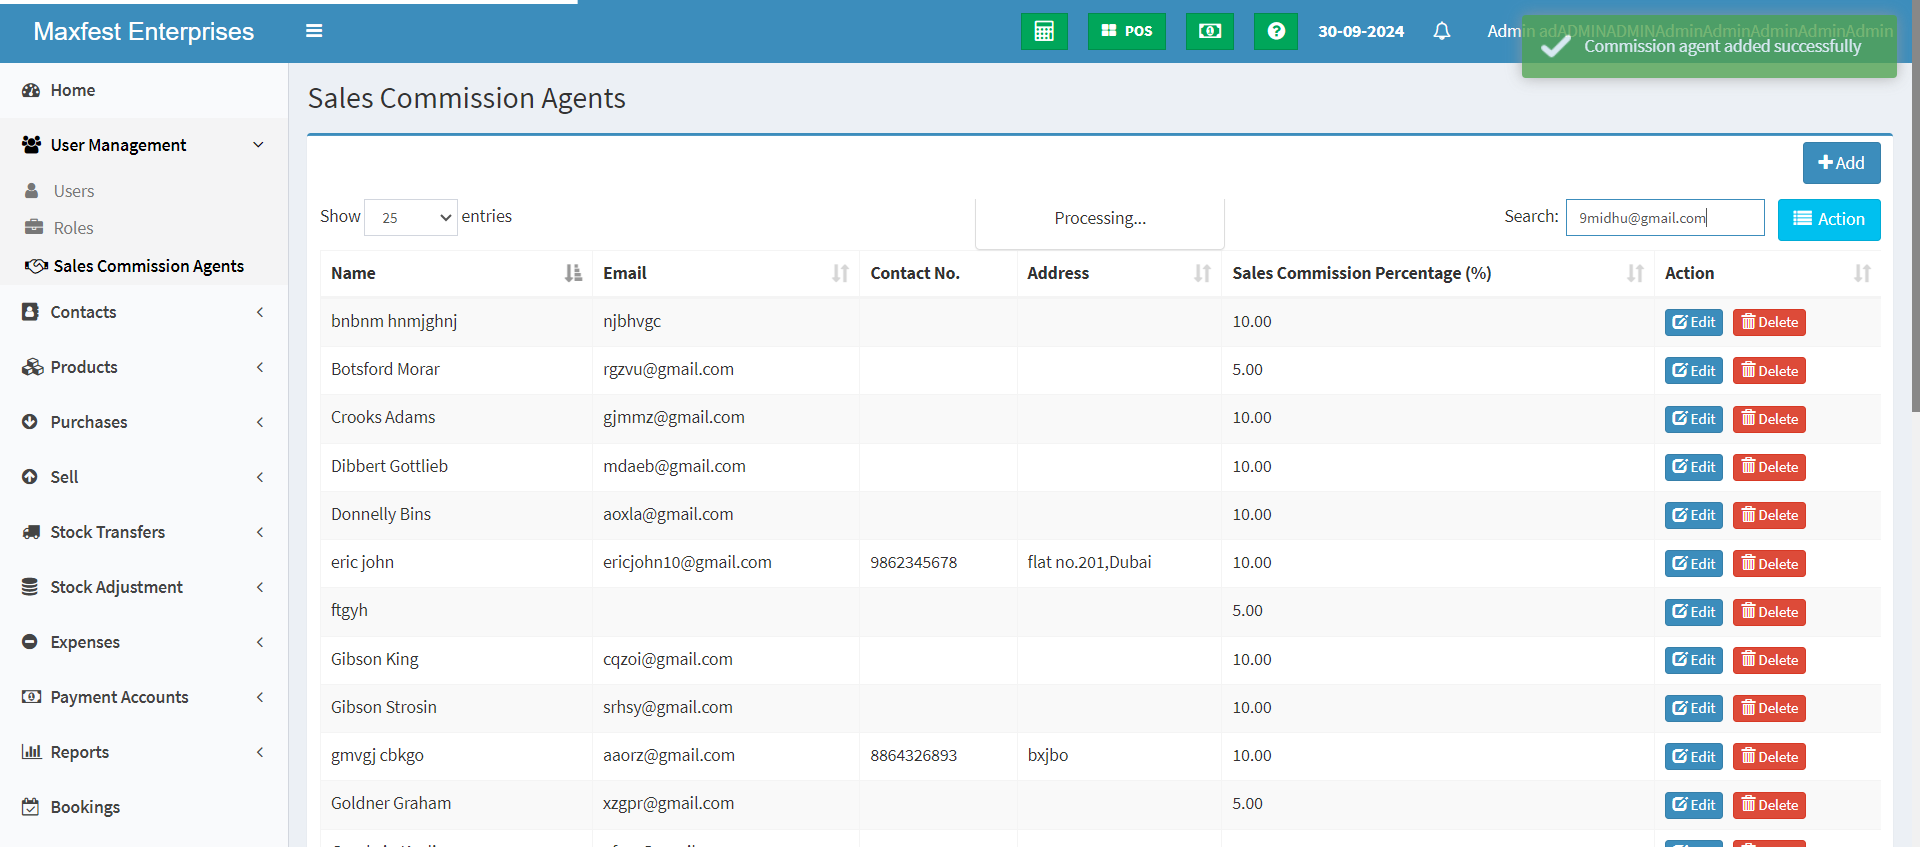 Maxfest Enterprises
POS
30-09-2024
Commission agent added successfully
Home
User Management
Users
Roles
Sales Commission Agents
Contacts
Products
Purchases
Sell
Stock Transfers
Stock Adjustment
Expenses
Payment Accounts
Reports
Bookings
Sales Commission Agents
Add
Show 25 entries
Processing...
Search: 9midhu@gmail.com
Action
Name Email Contact No. Address Sales Commission Percentage (%) Action
bnbnm hnmjghnj njbhvgc 10.00 Edit Delete
Botsford Morar rgzvu@gmail.com 5.00 Edit Delete
Crooks Adams gjmmz@gmail.com 10.00 Edit Delete
Dibbert Gottlieb mdaeb@gmail.com 10.00 Edit Delete
Donnelly Bins aoxla@gmail.com 10.00 Edit Delete
eric john ericjohn10@gmail.com 9862345678 flat no.201,Dubai 10.00 Edit Delete
ftgyh 5.00 Edit Delete
Gibson King cqzoi@gmail.com 10.00 Edit Delete
Gibson Strosin srhsy@gmail.com 10.00 Edit Delete
gmvgj cbkgo aaorz@gmail.com 8864326893 bxjbo 10.00 Edit Delete
Goldner Graham xzgpr@gmail.com 5.00 Edit Delete